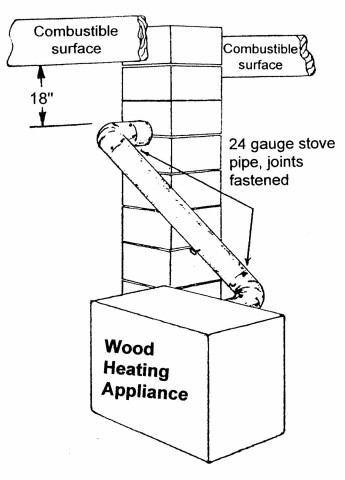 Combustible
surface
Combustible
surface
18"
24 gauge stove
pipe, joints
fastened
Wood
Heating
Appliance